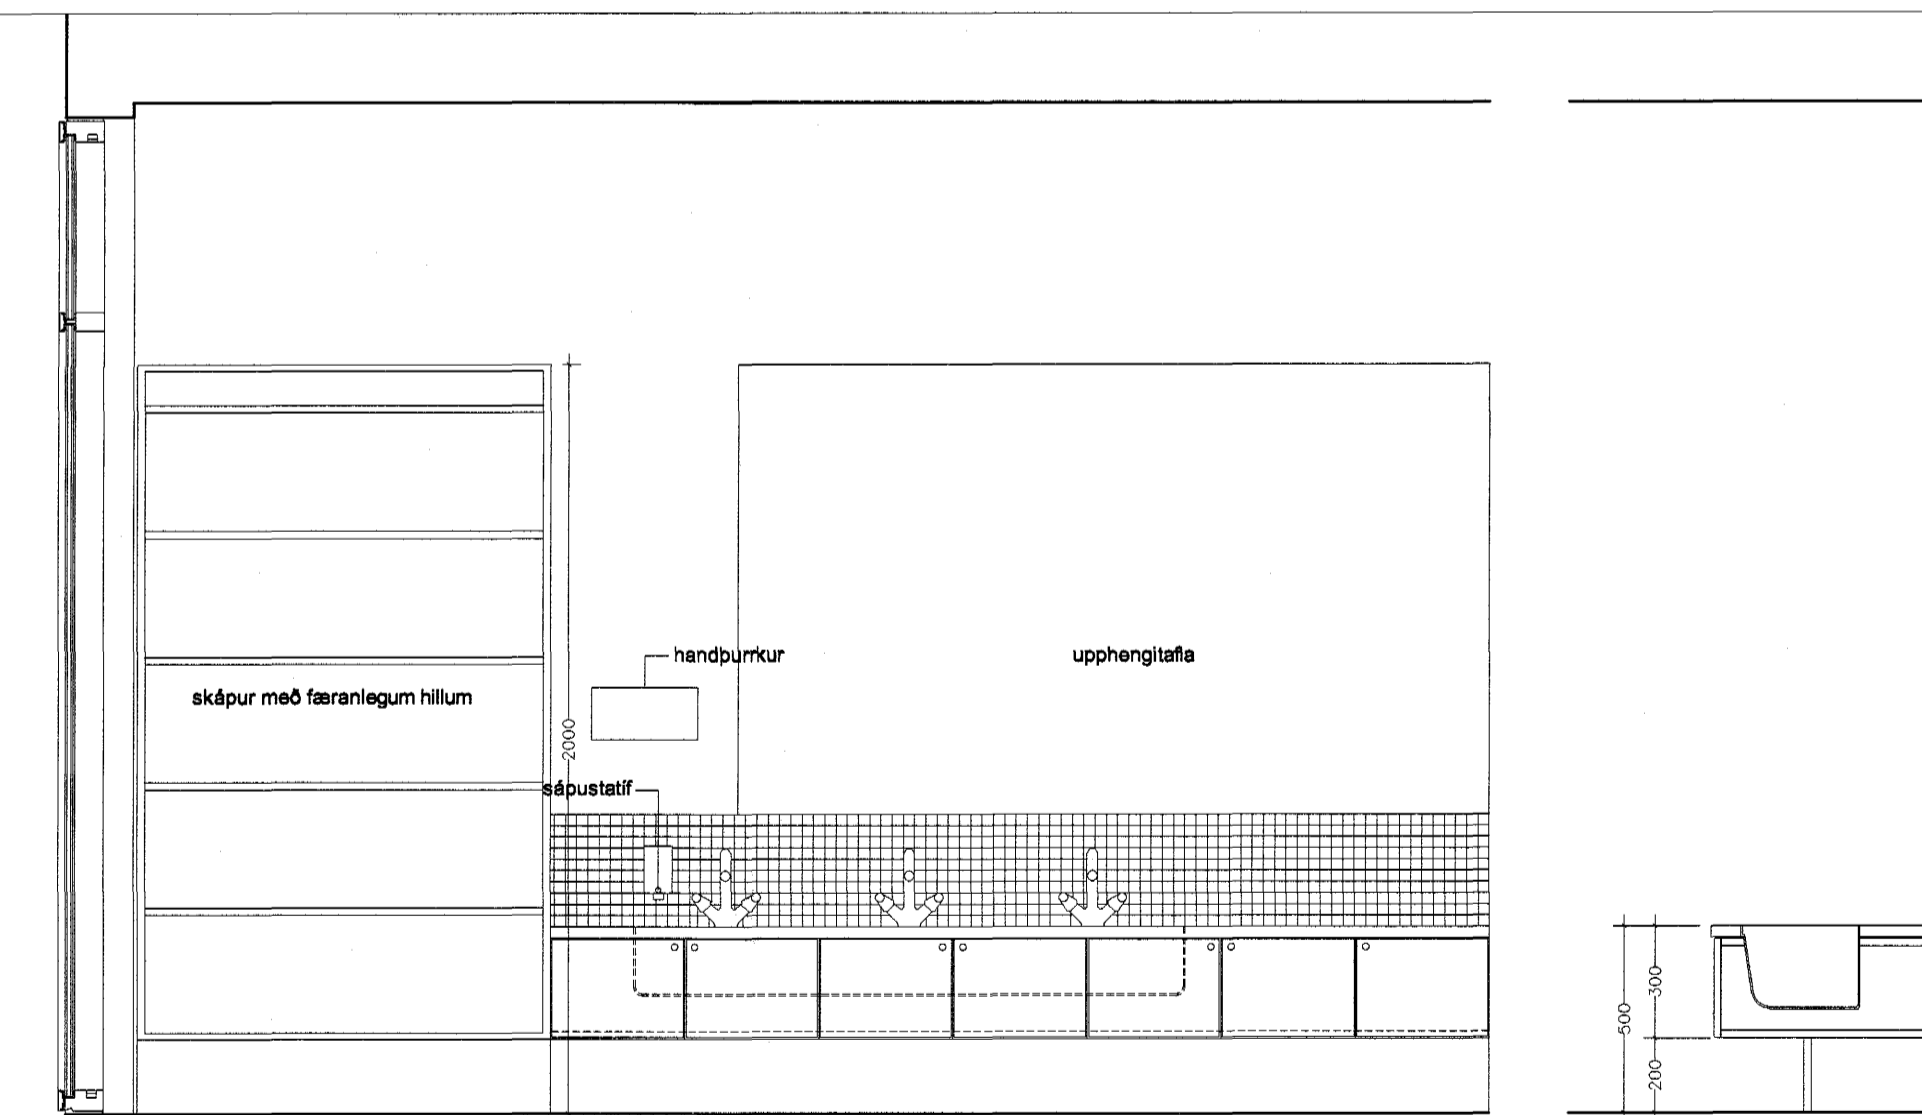 handþurrkur
upphengitafla
skápur með færanlegum hillum
2000
sápustatíf
500
300
200